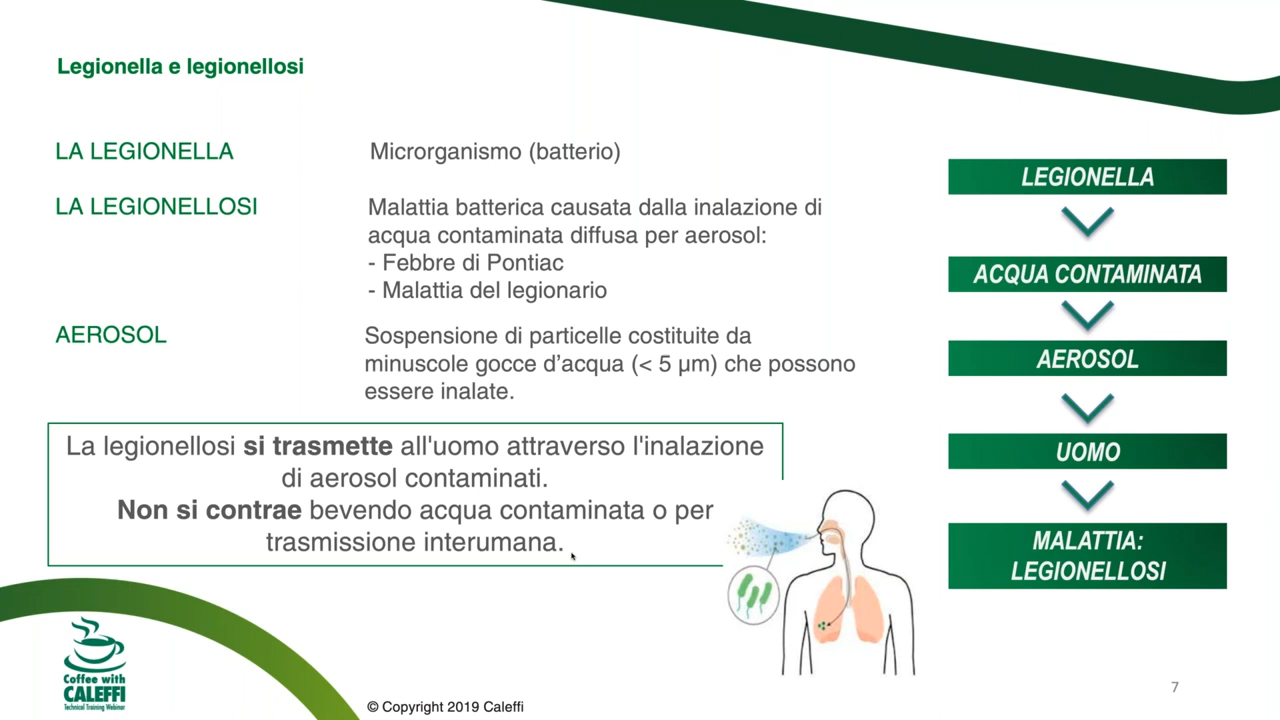 Legionella e legionellosi
LA LEGIONELLA
Microrganismo (batterio)
LA LEGIONELLOSI
Malattia batterica causata dalla inalazione di
acqua contaminata diffusa per aerosol:
- Febbre di Pontiac
- Malattia del legionario
AEROSOL
Sospensione di particelle costituite da
minuscole gocce d’acqua (< 5 µm) che possono
essere inalate.
La legionellosi si trasmette all'uomo attraverso l'inalazione
di aerosol contaminati.
Non si contrae bevendo acqua contaminata o per
trasmissione interumana.
LEGIONELLA
ACQUA CONTAMINATA
AEROSOL
UOMO
MALATTIA:
LEGIONELLOSI
Coffee with
CALEFFI
Technical Training Webinar
© Copyright 2019 Caleffi
7